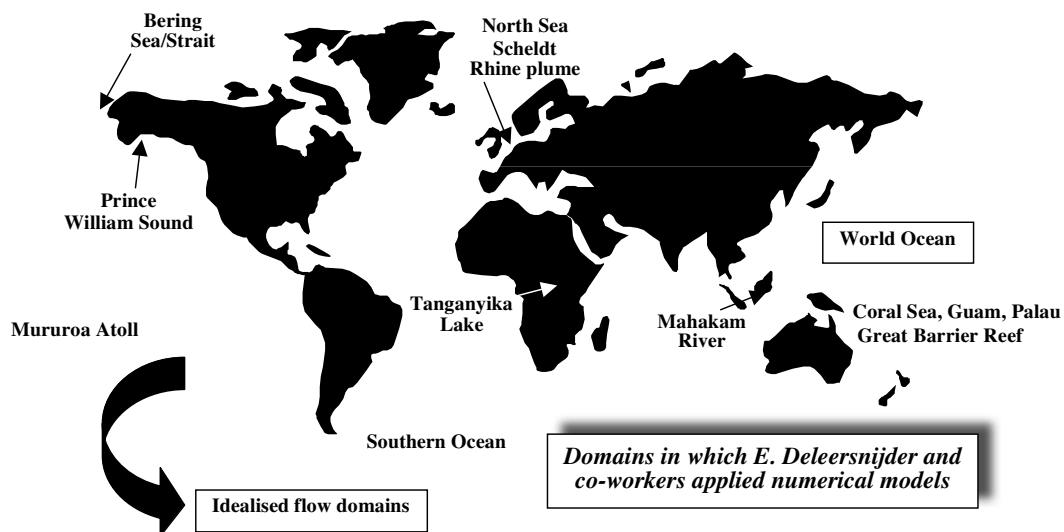 Bering
Sea/Strait
North Sea
Scheldt
Rhine plume
Prince
William Sound
World Ocean
Tanganyika
Lake
Mahakam
River
Coral Sea, Guam, Palau
Great Barrier Reef
Mururoa Atoll
Southern Ocean
Domains in which E. Deleersnijder and
co-workers applied numerical models
Idealised flow domains